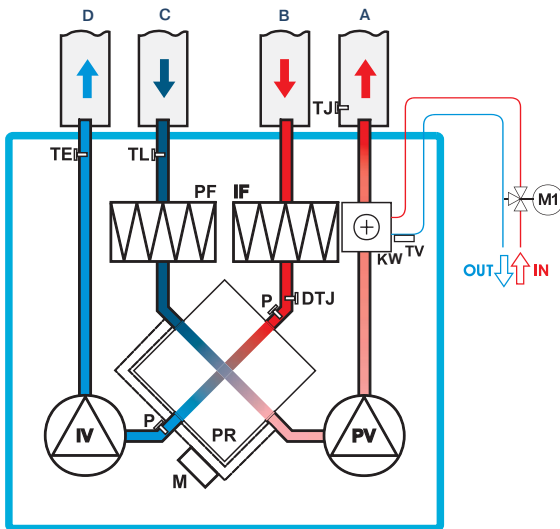 D C B A
TJ
TE TL
M1
PF IF
TV
KW
OUT IN
P DTJ
P
IV PR PV
M